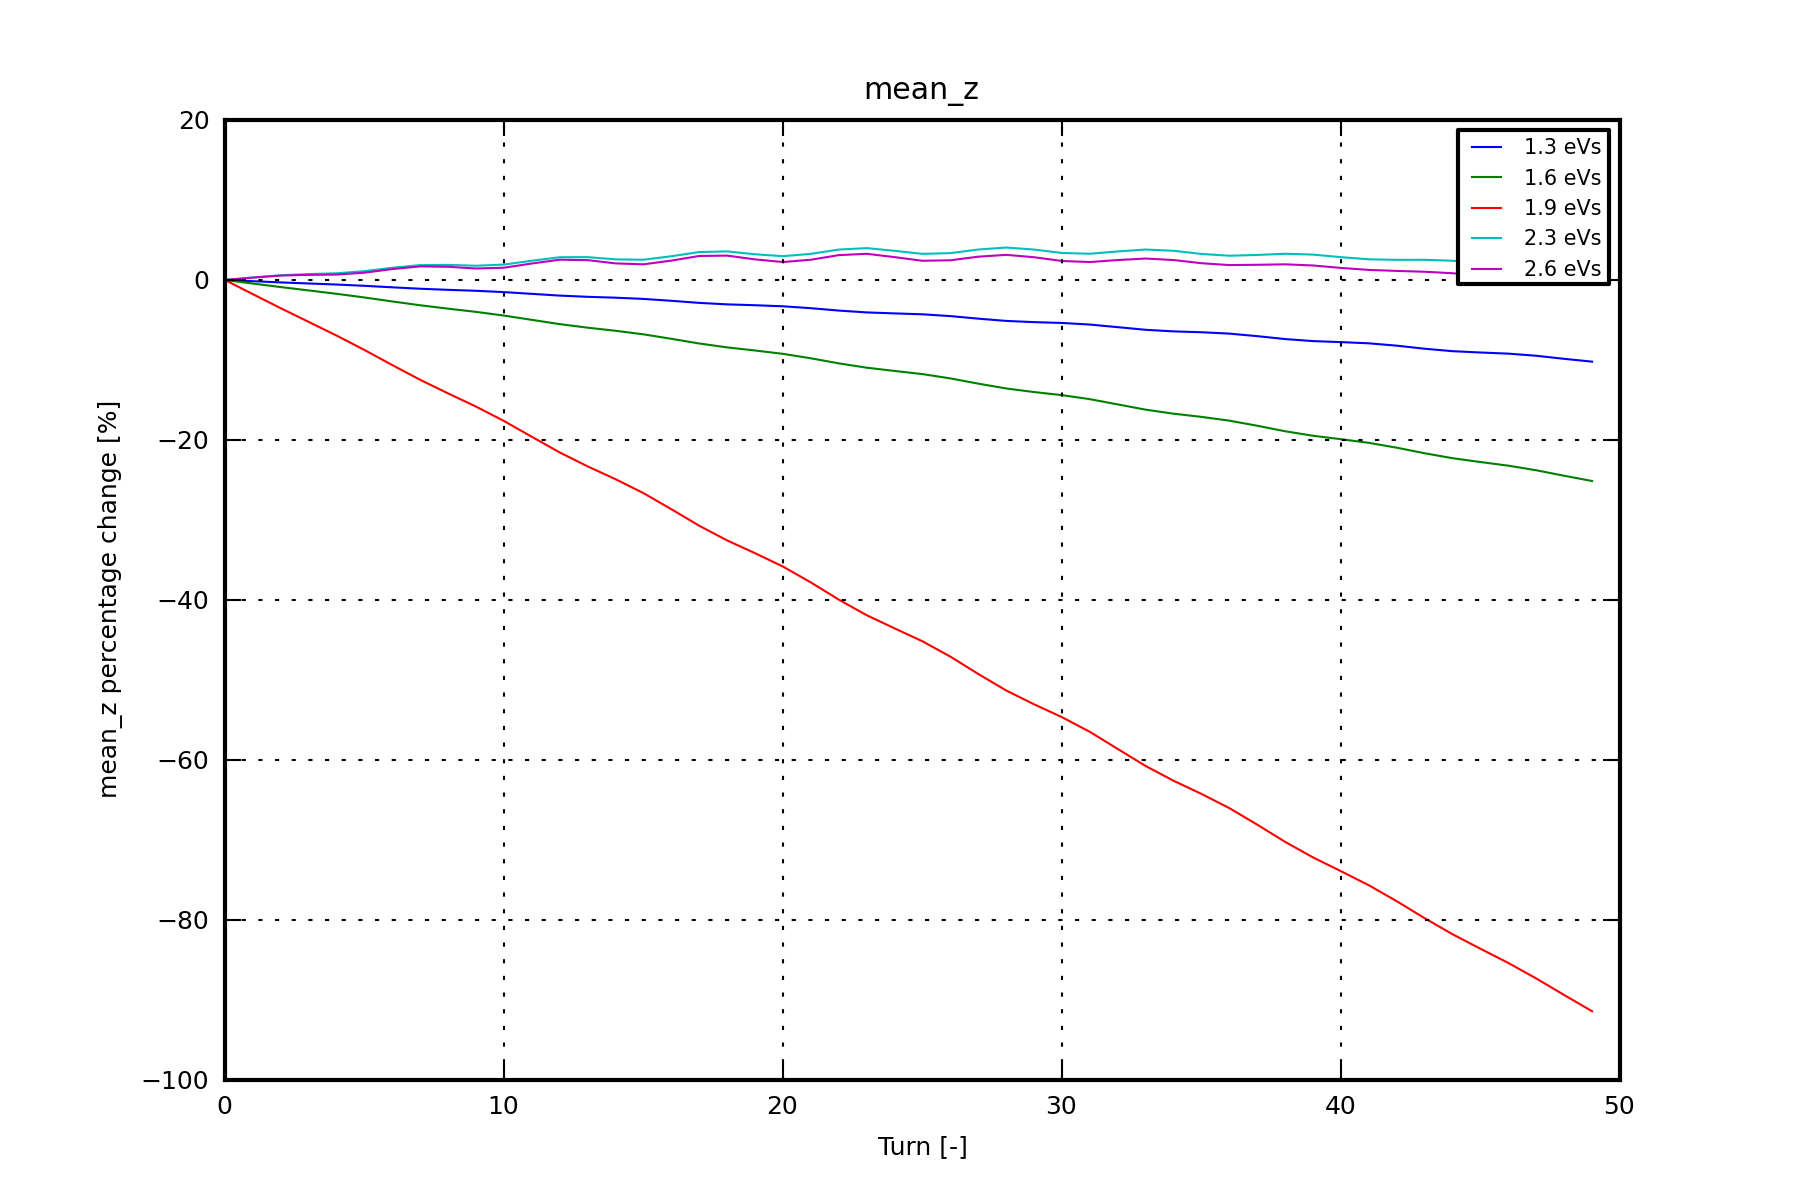 mean_z
20
0
−20
−40
−60
−80
−100
mean_z percentage change [%]
1.3 eVs
1.6 eVs
1.9 eVs
2.3 eVs
2.6 eVs
0 10 20 30 40 50
Turn [-]